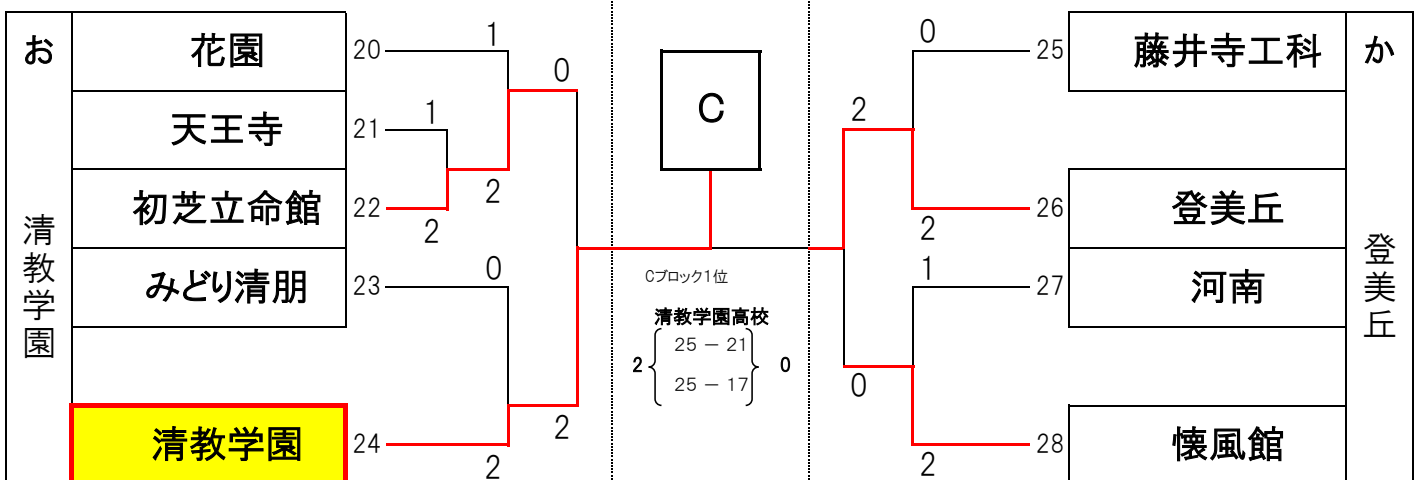 お
清教学園
花園
20
1
天王寺
21
1
初芝立命館
22
2
2
0
みどり清朋
23
0
清教学園
24
2
2
C
Cブロック1位
清教学園高校
2 25 － 21 0
25 － 17
0
25
藤井寺工科
2
26
登美丘
2
1
27
河南
0
28
懐風館
2
か
登美丘